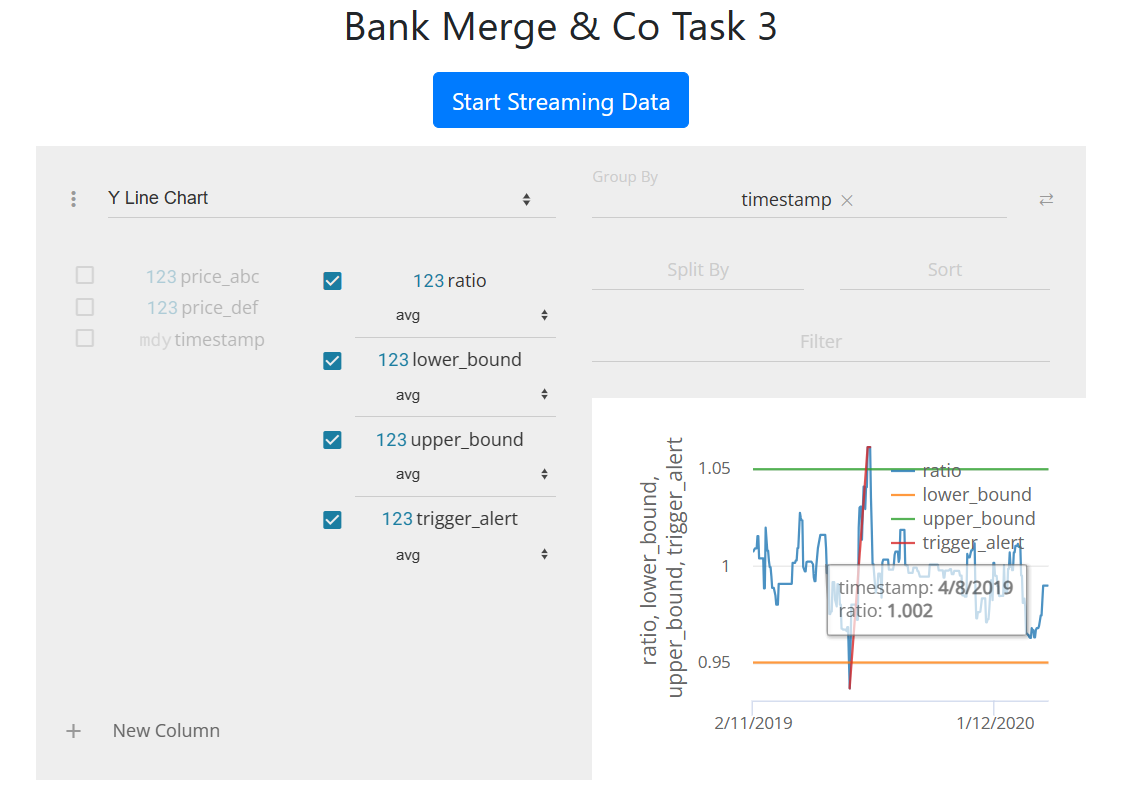 Bank Merge & Co Task 3
Start Streaming Data
Y Line Chart
Group By
timestamp
123 price_abc
123 price_def
mdy timestamp
123 ratio
avg
123 lower_bound
avg
123 upper_bound
avg
123 trigger_alert
avg
New Column
Split By
Sort
Filter
ratio, lower_bound,
upper_bound, trigger_alert
1.05
1
0.95
ratio
lower_bound
upper_bound
trigger_alert
timestamp: 4/8/2019
ratio: 1.002
2/11/2019
1/12/2020